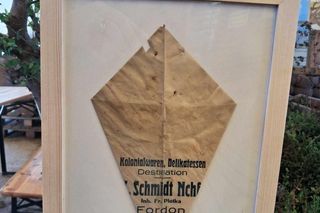 Kolonialwaren, Delikatessen
Destillation
Schmidt Nchf
Inh. Fr. Plotka
Fordon